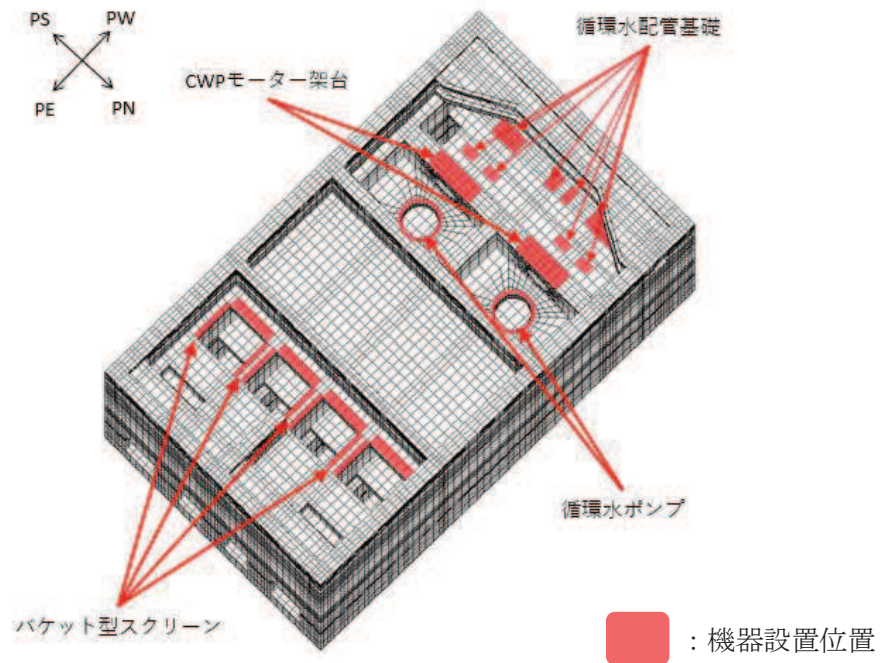 PS
PW
PE
PN
循環水配管基礎
CWPモーター架台
循環水ポンプ
バケット型スクリーン
：機器設置位置